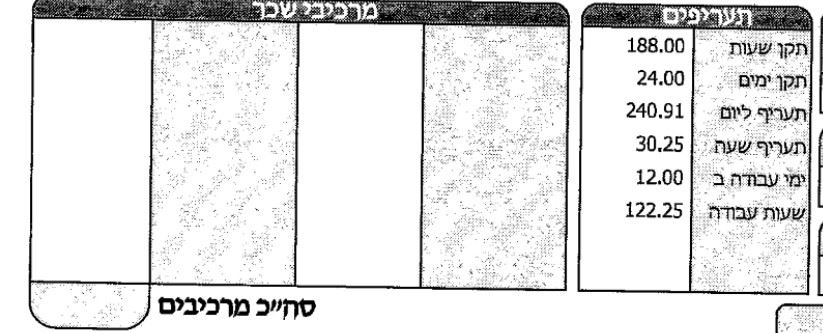 תעריפים
תקן שעות 188.00
תקן ימים 24.00
תעריף ליום 240.91
תעריף שעה 30.25
ימי עבודה ב 12.00
שעות עבודה 122.25
מרכיבי שכר
סה״כ מרכיבים